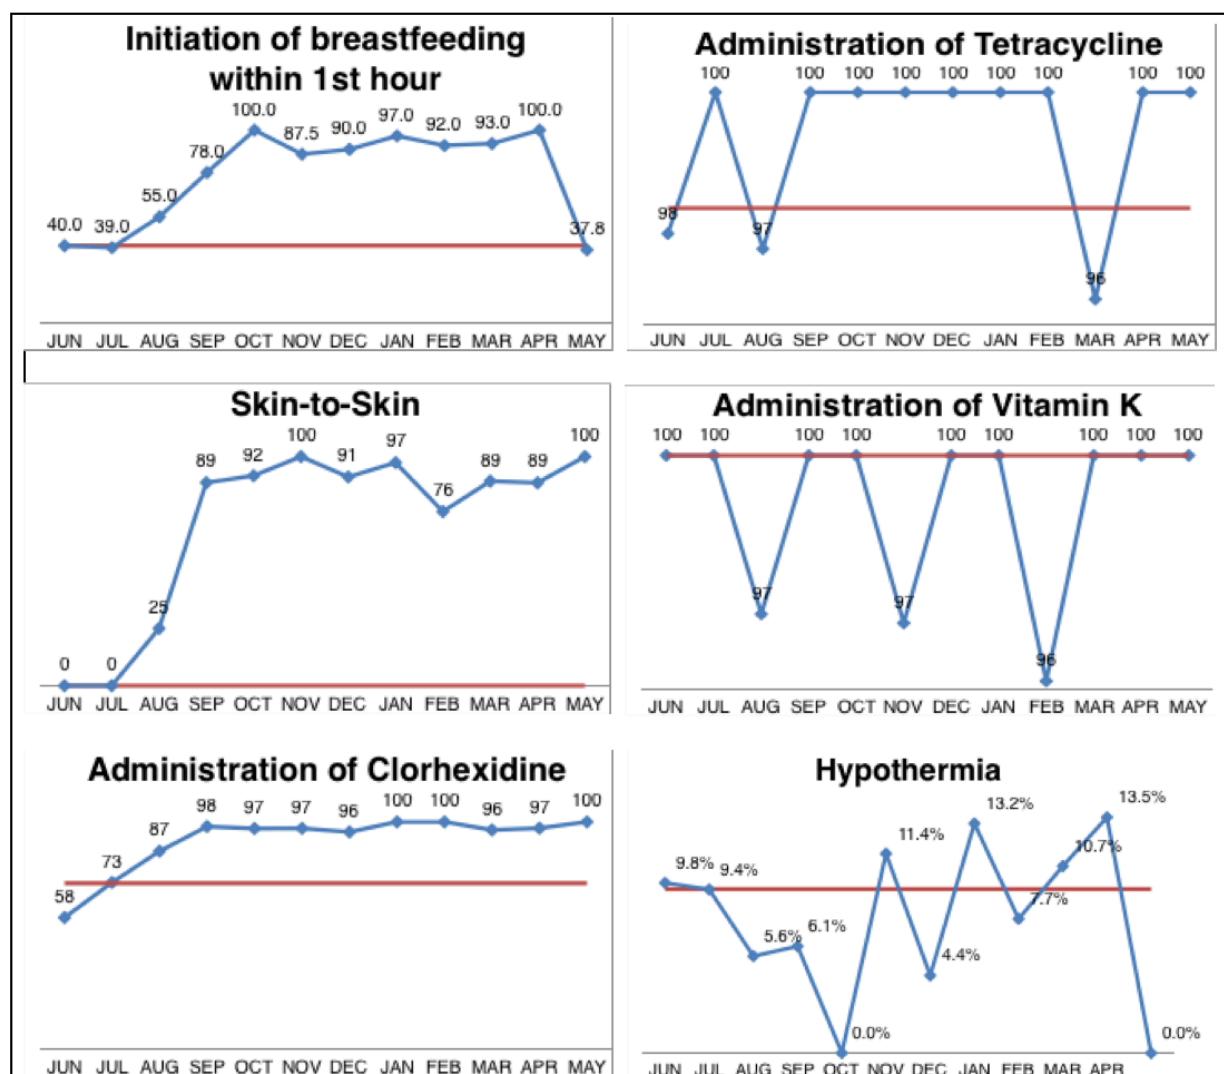 Initiation of breastfeeding
within 1st hour
40.0 39.0 55.0 78.0 100.0 87.5 90.0 97.0 92.0 93.0 100.0 37.8
JUN JUL AUG SEP OCT NOV DEC JAN FEB MAR APR MAY
Administration of Tetracycline
98 100 97 100 100 100 100 100 100 96 100 100
JUN JUL AUG SEP OCT NOV DEC JAN FEB MAR APR MAY
Skin-to-Skin
0 0 25 89 92 100 91 97 76 89 89 100
JUN JUL AUG SEP OCT NOV DEC JAN FEB MAR APR MAY
Administration of Vitamin K
100 100 97 100 100 97 100 100 96 100 100 100
JUN JUL AUG SEP OCT NOV DEC JAN FEB MAR APR MAY
Administration of Clorhexidine
58 73 87 98 97 97 96 100 100 96 97 100
JUN JUL AUG SEP OCT NOV DEC JAN FEB MAR APR MAY
Hypothermia
9.8% 9.4% 5.6% 6.1% 0.0% 11.4% 4.4% 13.2% 7.7% 10.7% 13.5% 0.0%
JUN JUL AUG SEP OCT NOV DEC JAN FEB MAR APR